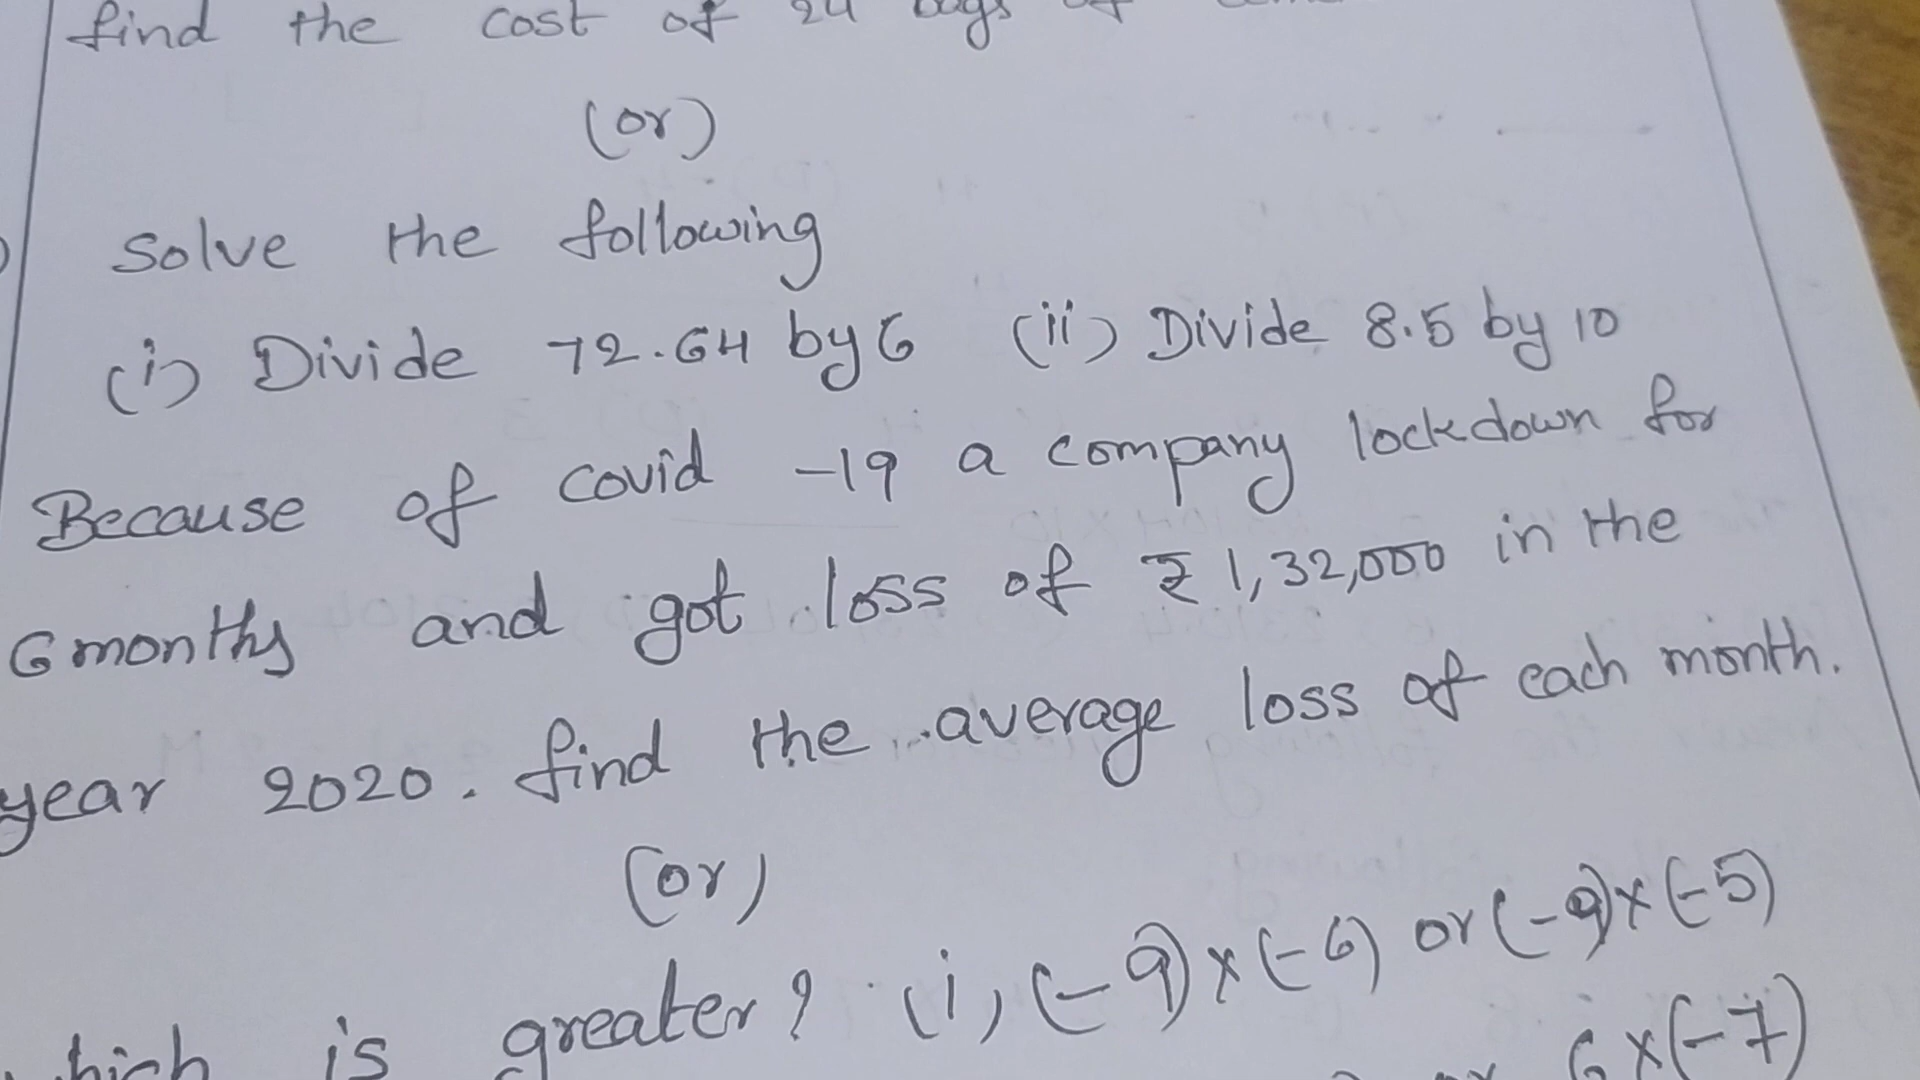 find the cost of 24 bags of
(or)
Solve the following
(i) Divide 72.64 by 6 (ii) Divide 8.5 by 10
Because of covid -19 a company lockdown for
6 months and got loss of ₹ 1,32,000 in the
year 2020. find the average loss of each month.
(or)
which is greater? (i) (-9)×(-6) or (-9)×(-5)
6×(-7)